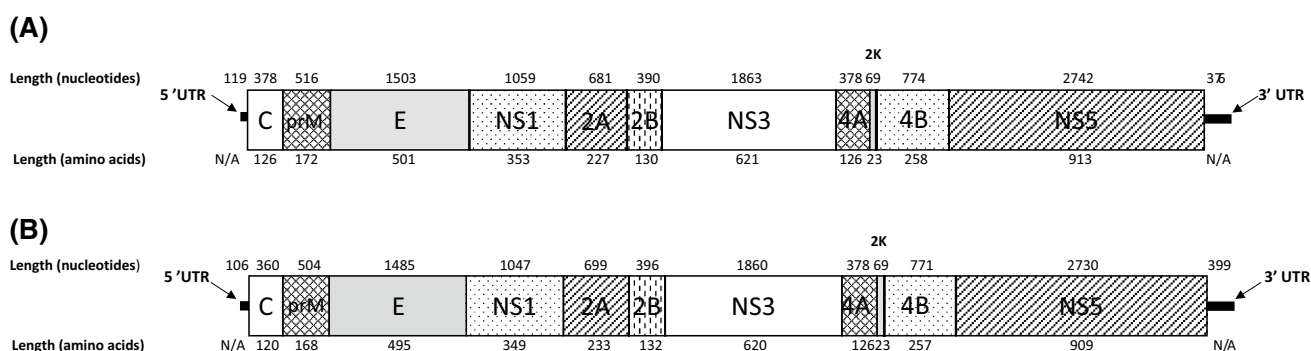 (A)
2K
Length (nucleotides) 119 378 516 1503 1059 681 390 1863 378 69 774 2742 376
5 'UTR 3' UTR
C prM E NS1 2A 2B NS3 4A 4B NS5
Length (amino acids) N/A 126 172 501 353 227 130 621 126 23 258 913 N/A
(B)
2K
Length (nucleotides) 106 360 504 1485 1047 699 396 1860 378 69 771 2730 399
5 'UTR 3' UTR
C prM E NS1 2A 2B NS3 4A 4B NS5
Length (amino acids) N/A 120 168 495 349 233 132 620 126 23 257 909 N/A